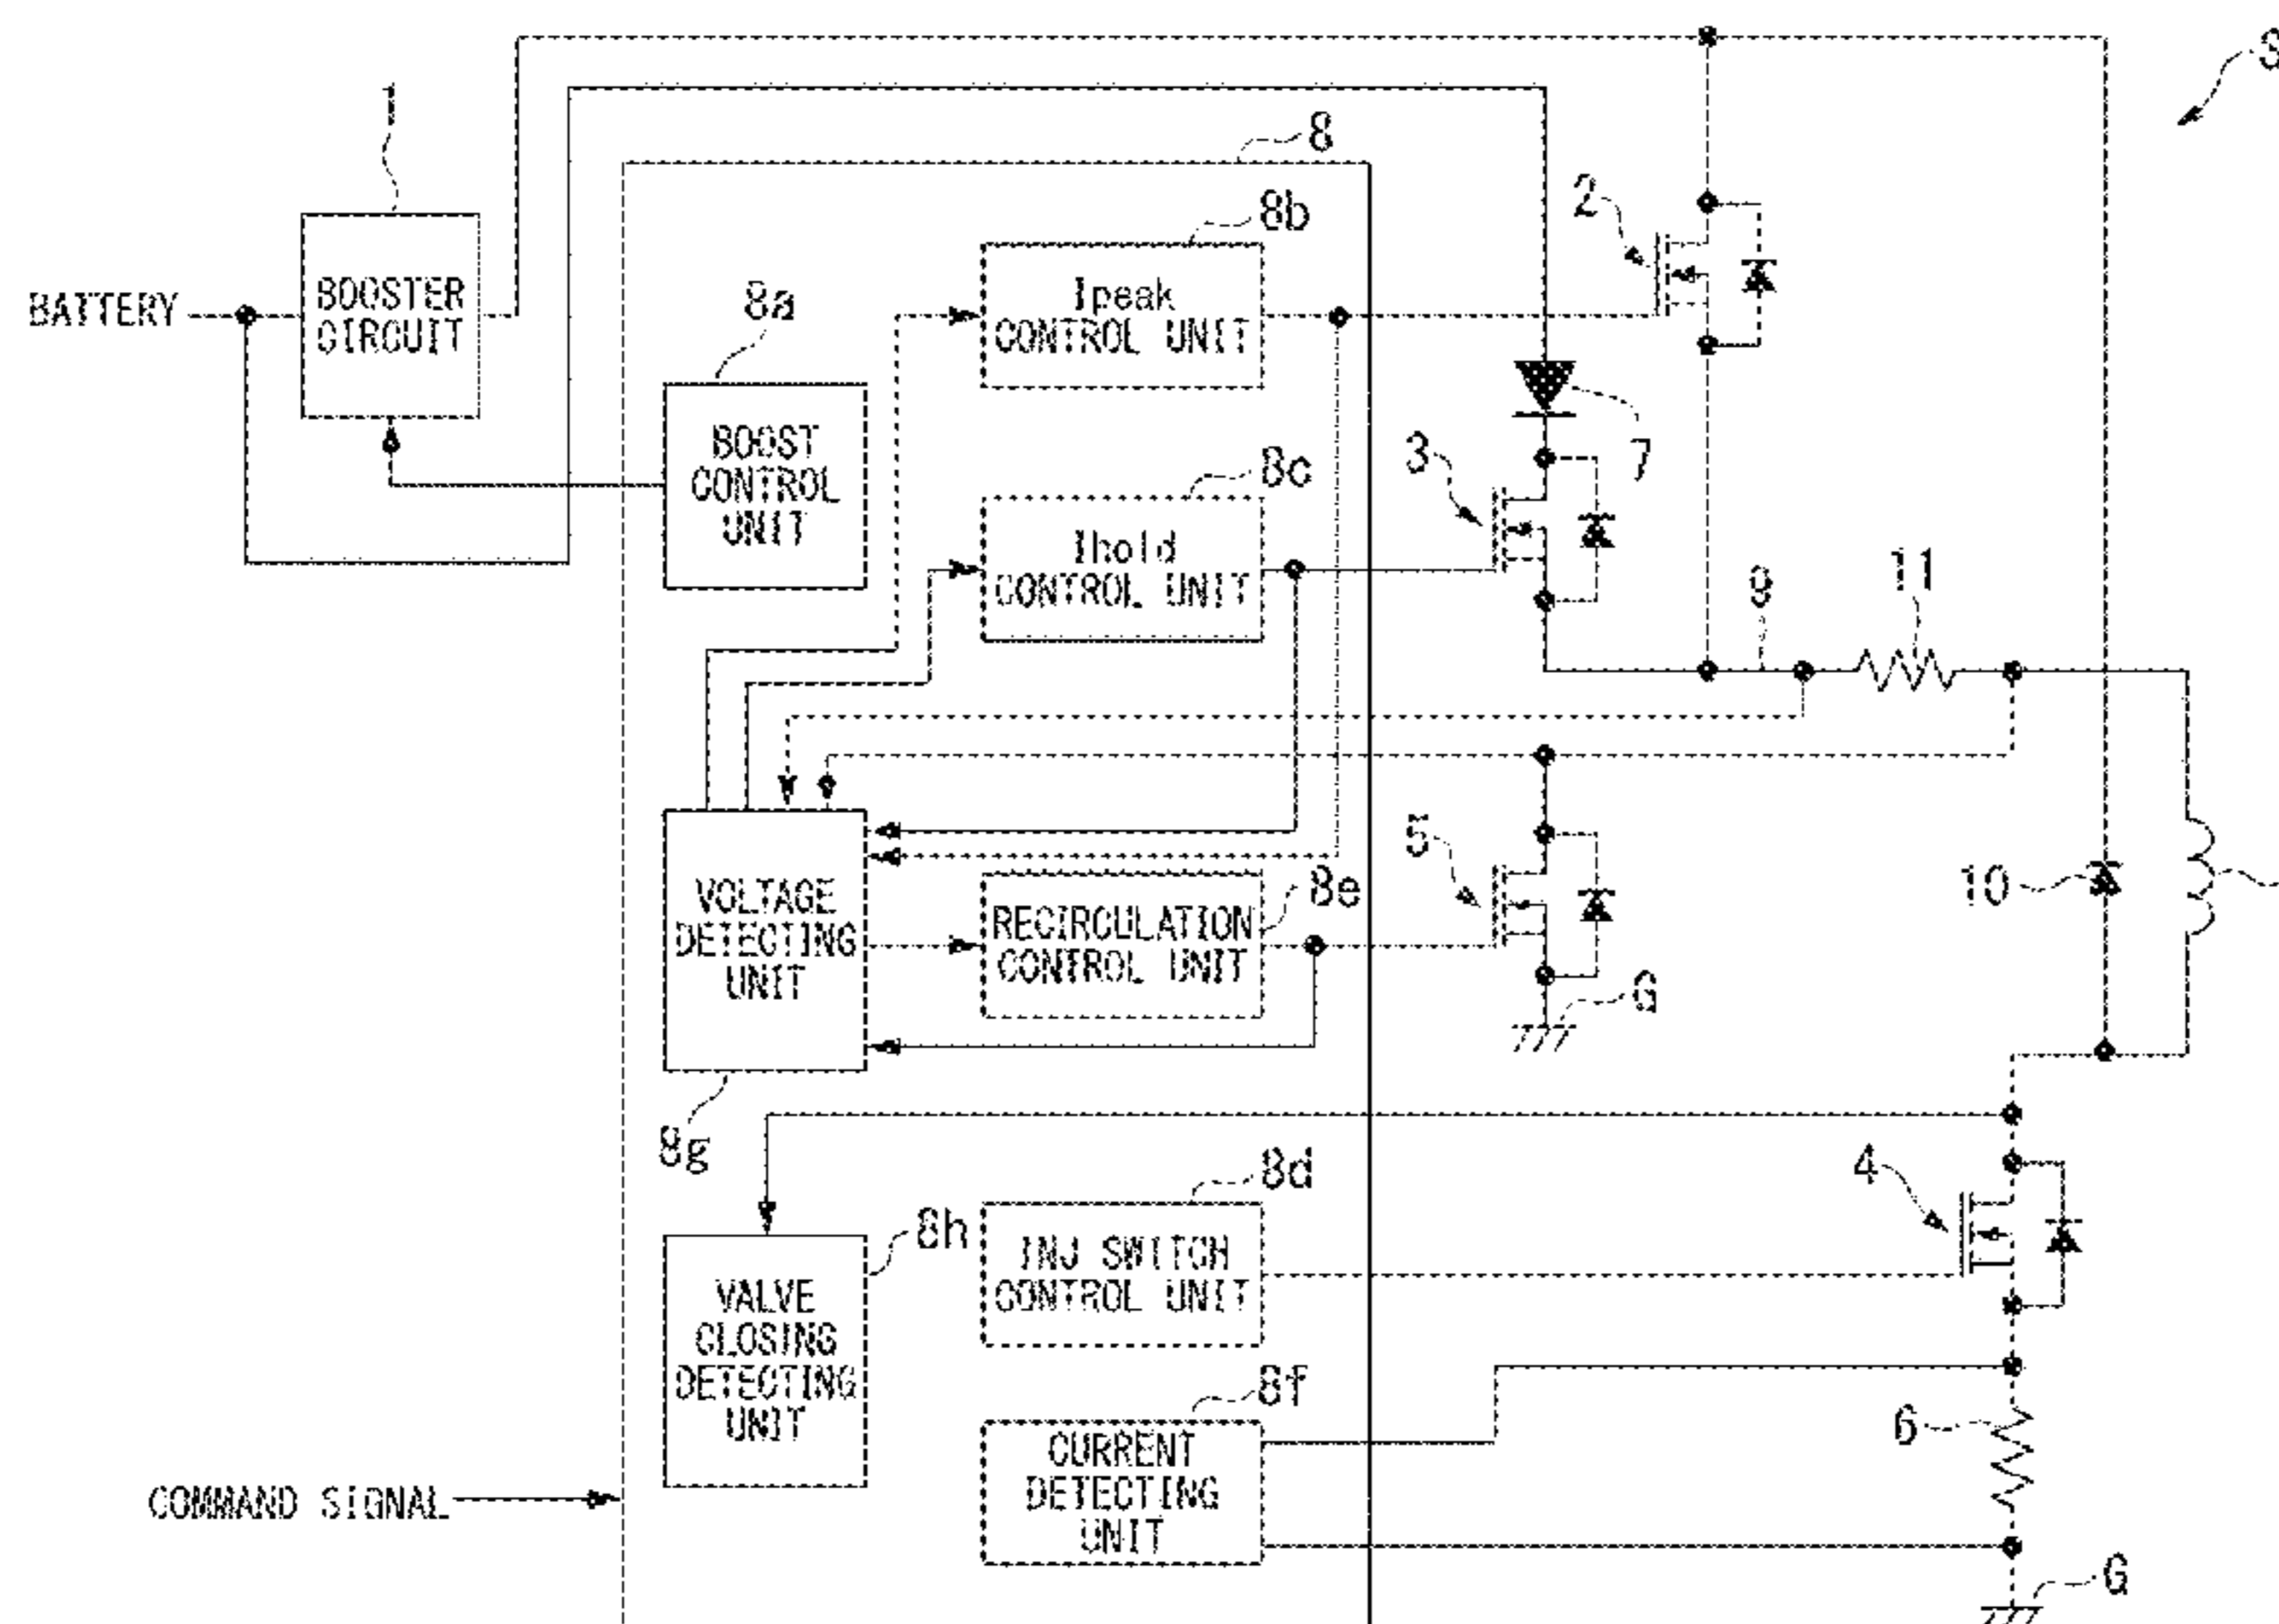 1
8
8b
2
BATTERY
BOOSTER
CIRCUIT
8a
Ipeak
CONTROL UNIT
BOOST
CONTROL
UNIT
7
3
8c
Ihold
CONTROL UNIT
9
11
VOLTAGE
DETECTING
UNIT
8e
RECIRCULATION
CONTROL UNIT
5
10
G
8g
8d
4
8h
INJ SWITCH
CONTROL UNIT
VALVE
CLOSING
DETECTING
UNIT
8f
6
CURRENT
DETECTING
UNIT
COMMAND SIGNAL
G